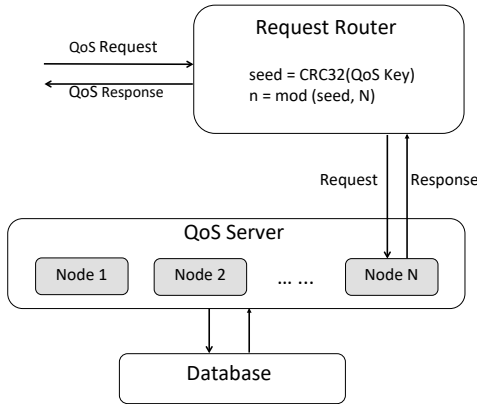 Request Router
QoS Request
QoS Response
seed = CRC32(QoS Key)
n = mod (seed, N)
Request
Response
QoS Server
Node 1
Node 2
... ...
Node N
Database